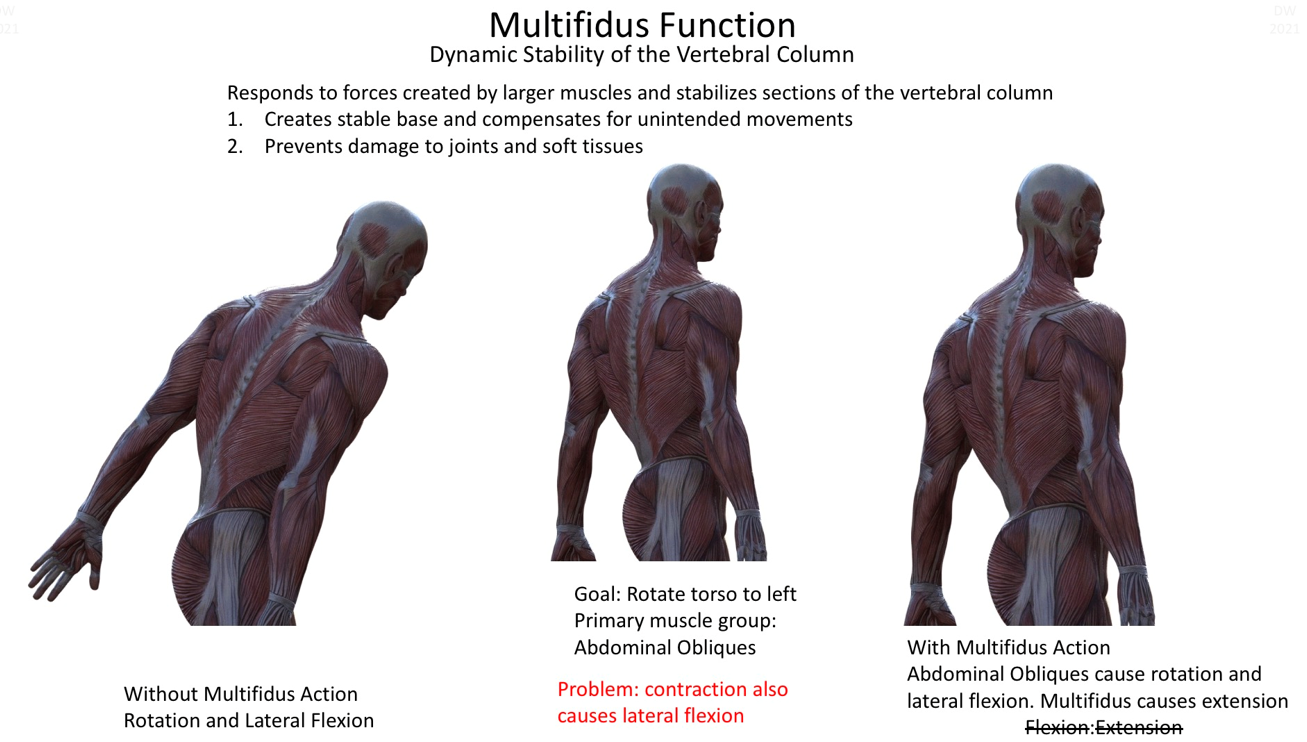 DW
2021
Multifidus Function
Dynamic Stability of the Vertebral Column
Responds to forces created by larger muscles and stabilizes sections of the vertebral column
1. Creates stable base and compensates for unintended movements
2. Prevents damage to joints and soft tissues
Goal: Rotate torso to left
Primary muscle group:
Abdominal Obliques
Problem: contraction also
causes lateral flexion
Without Multifidus Action
Rotation and Lateral Flexion
With Multifidus Action
Abdominal Obliques cause rotation and
lateral flexion. Multifidus causes extension
Flexion:Extension